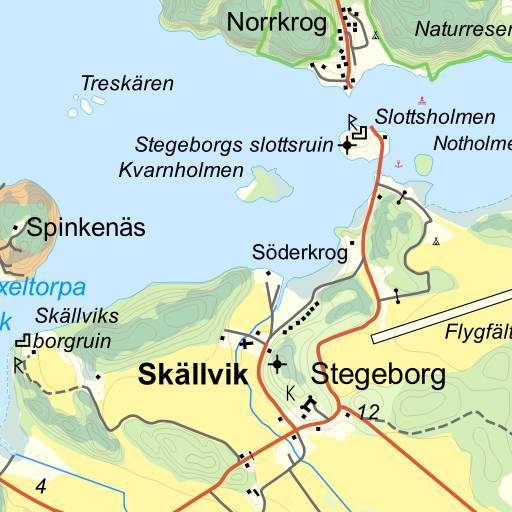 Norrkrog
Naturreser
Treskären
Slottsholmen
Stegeborgs slottsruin
Notholme
Kvarnholmen
Spinkenäs
Söderkrog
xeltorpa
k
Skällviks
borgruin
Flygfält
Skällvik
Stegeborg
K
12
4